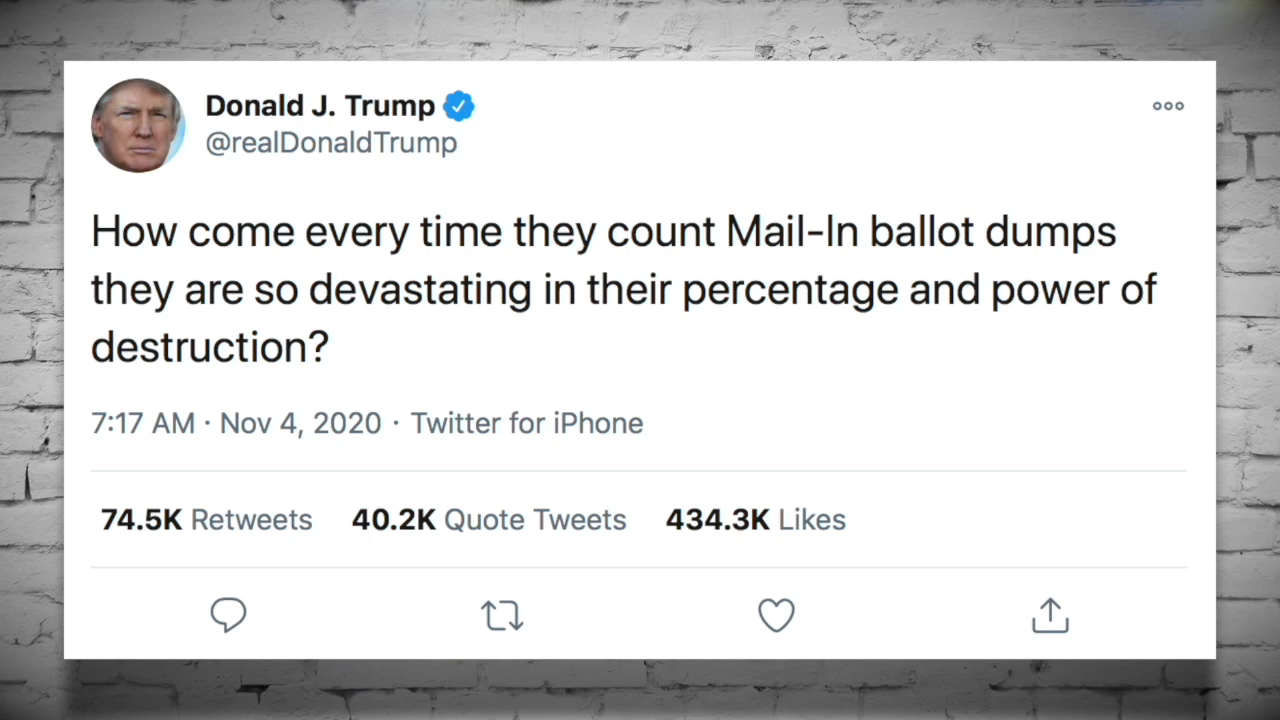 Donald J. Trump
@realDonaldTrump
How come every time they count Mail-In ballot dumps
they are so devastating in their percentage and power of
destruction?
7:17 AM · Nov 4, 2020 · Twitter for iPhone
74.5K Retweets 40.2K Quote Tweets 434.3K Likes